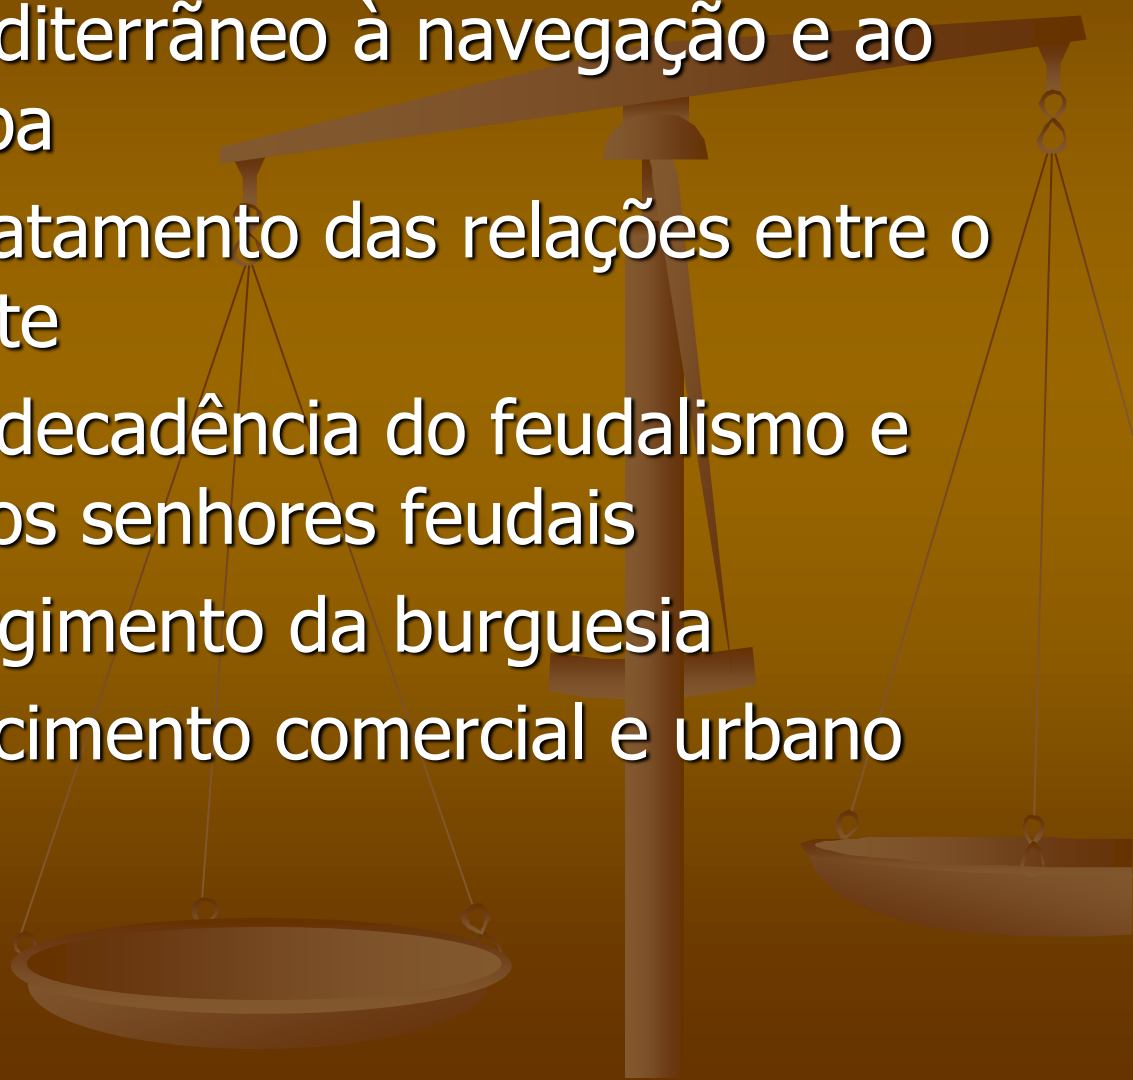 diterrâneo à navegação e ao
pa
atamento das relações entre o
te
decadência do feudalismo e
os senhores feudais
gimento da burguesia
cimento comercial e urbano